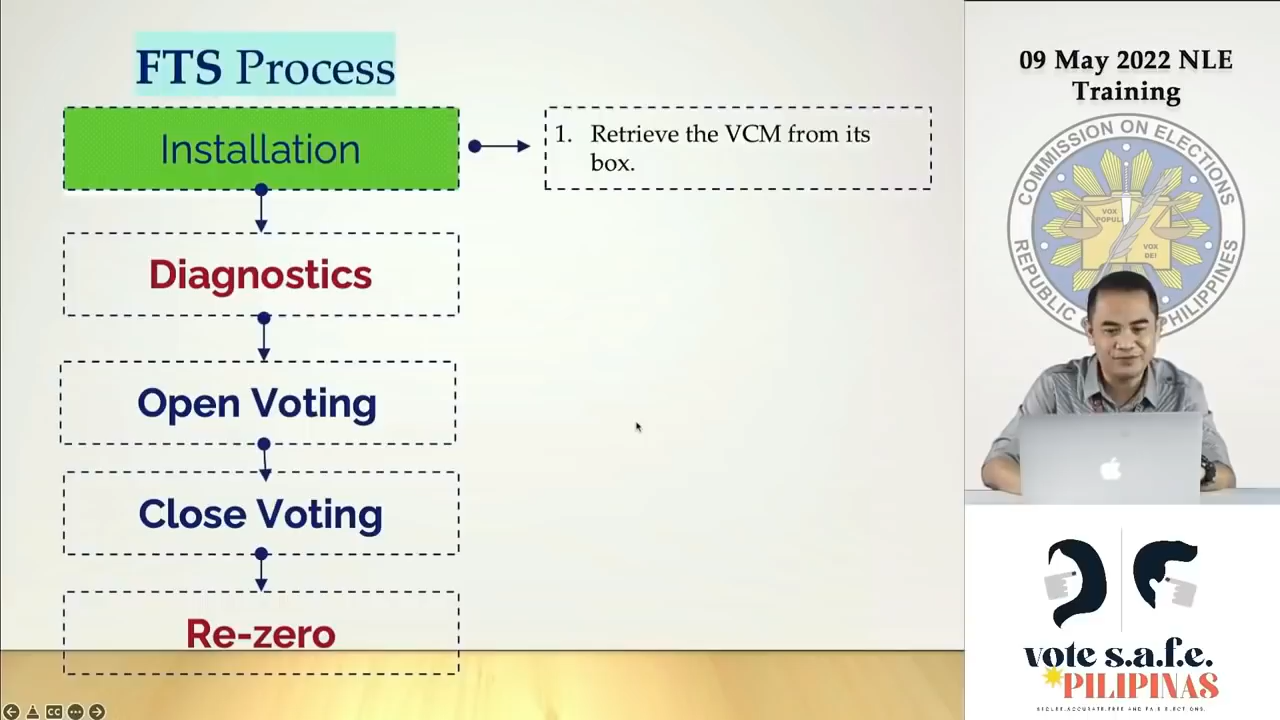 FTS Process
Installation
1. Retrieve the VCM from its
box.
Diagnostics
Open Voting
Close Voting
Re-zero
09 May 2022 NLE
Training
COMMISSION ON ELECTIONS
REPUBLIC
PHILIPPINES
VOX
POPULI
VOX
DEI
vote s.a.f.e.
PILIPINAS
CC